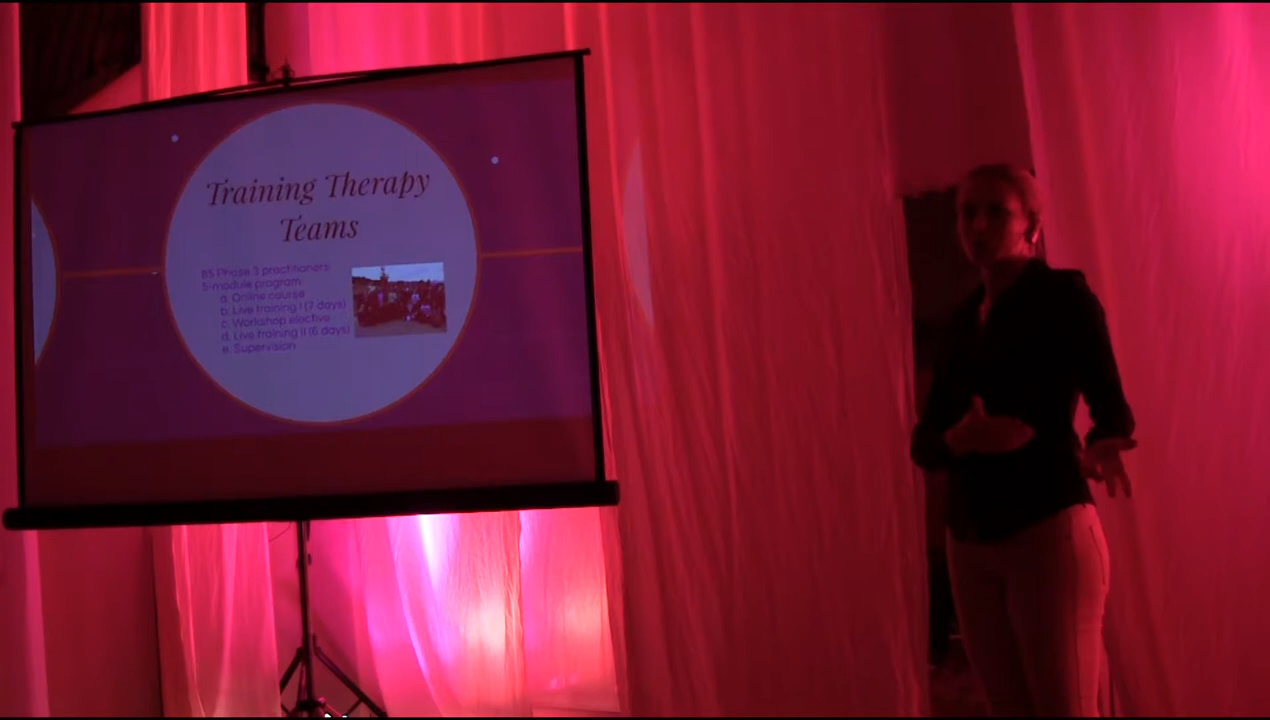 Training Therapy
Teams
85 Phase 3 practitioners
5-module program:
a. Online course
b. Live training I (7 days)
c. Workshop elective
d. Live training II (6 days)
e. Supervision